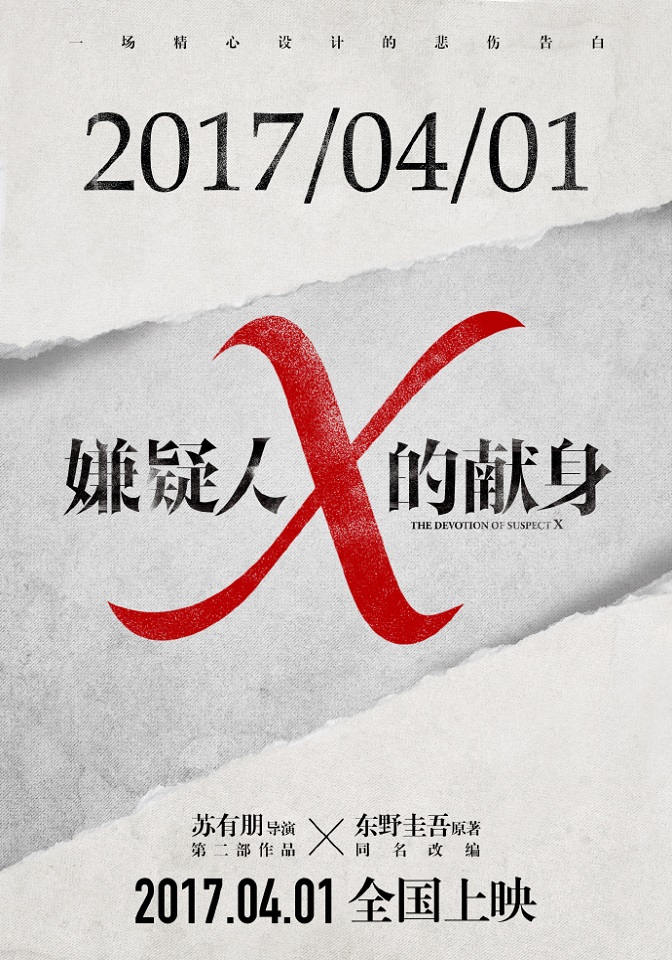 一场精心设计的悲伤告白
2017/04/01
嫌疑人X的献身
THE DEVOTION OF SUSPECT X
苏有朋导演 × 东野圭吾原著
第二部作品 同名改编
2017.04.01 全国上映